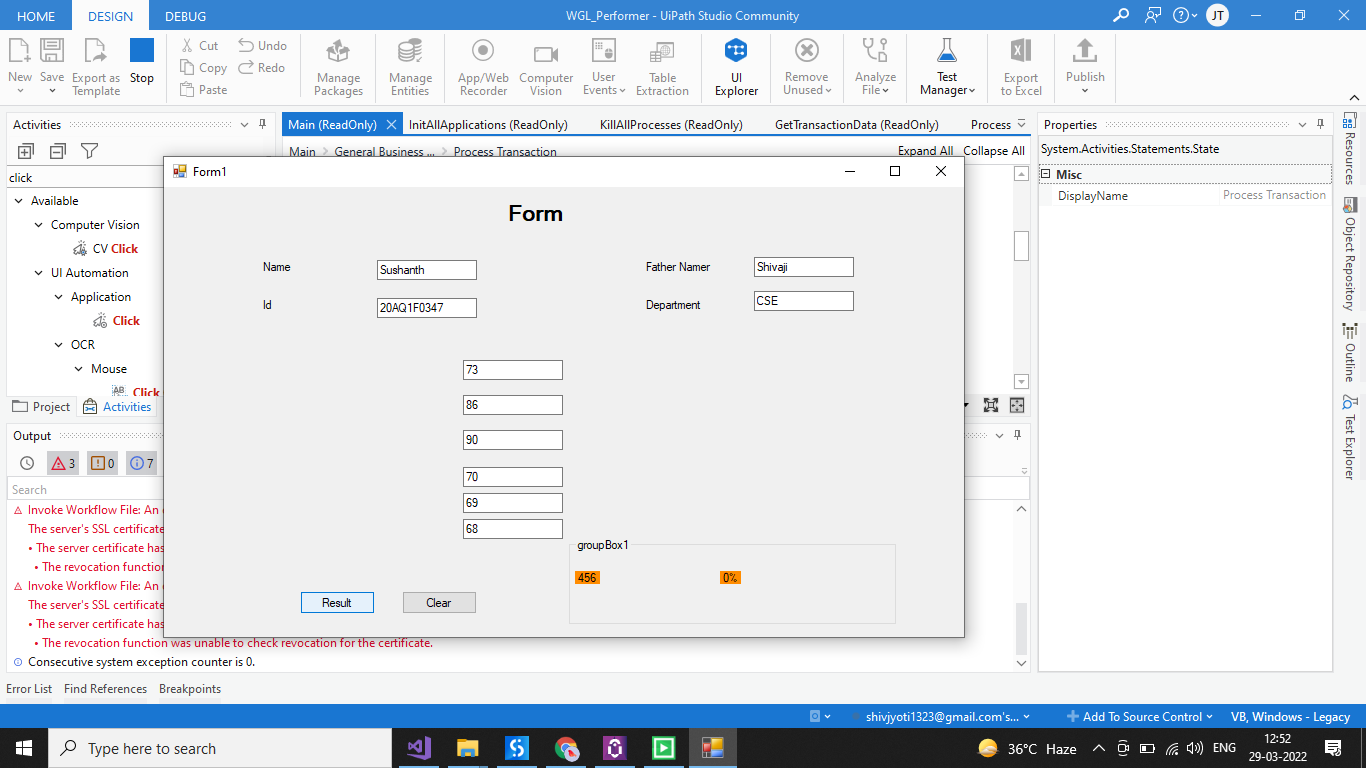 HOME DESIGN DEBUG WGL_Performer - UiPath Studio Community JT
New Save Export as Template Stop
Cut Copy Paste Undo Redo
Manage Packages Manage Entities App/Web Recorder Computer Vision User Events Table Extraction UI Explorer Remove Unused Analyze File Test Manager Export to Excel Publish
Activities
Main (ReadOnly) InitAllApplications (ReadOnly) KillAllProcesses (ReadOnly) GetTransactionData (ReadOnly) Process
Properties
Main General Business ... Process Transaction Expand All Collapse All
System.Activities.Statements.State
Misc
DisplayName Process Transaction
click
Available
Computer Vision
CV Click
UI Automation
Application
Click
OCR
Mouse
Click
Project Activities
Form1
Form
Name Sushanth Father Namer Shivaji
Id 20AQ1F0347 Department CSE
73
86
90
70
69
68
groupBox1
456 0%
Result Clear
Output
3 0 7
Search
Invoke Workflow File: An
The server's SSL certificate
• The server certificate has
• The revocation function
Invoke Workflow File: An
The server's SSL certificate
• The server certificate has
• The revocation function was unable to check revocation for the certificate.
Consecutive system exception counter is 0.
Error List Find References Breakpoints
Resources
Object Repository
Outline
Test Explorer
shivjyoti1323@gmail.com's... Add To Source Control VB, Windows - Legacy
Type here to search
36°C Haze ENG 12:52
29-03-2022